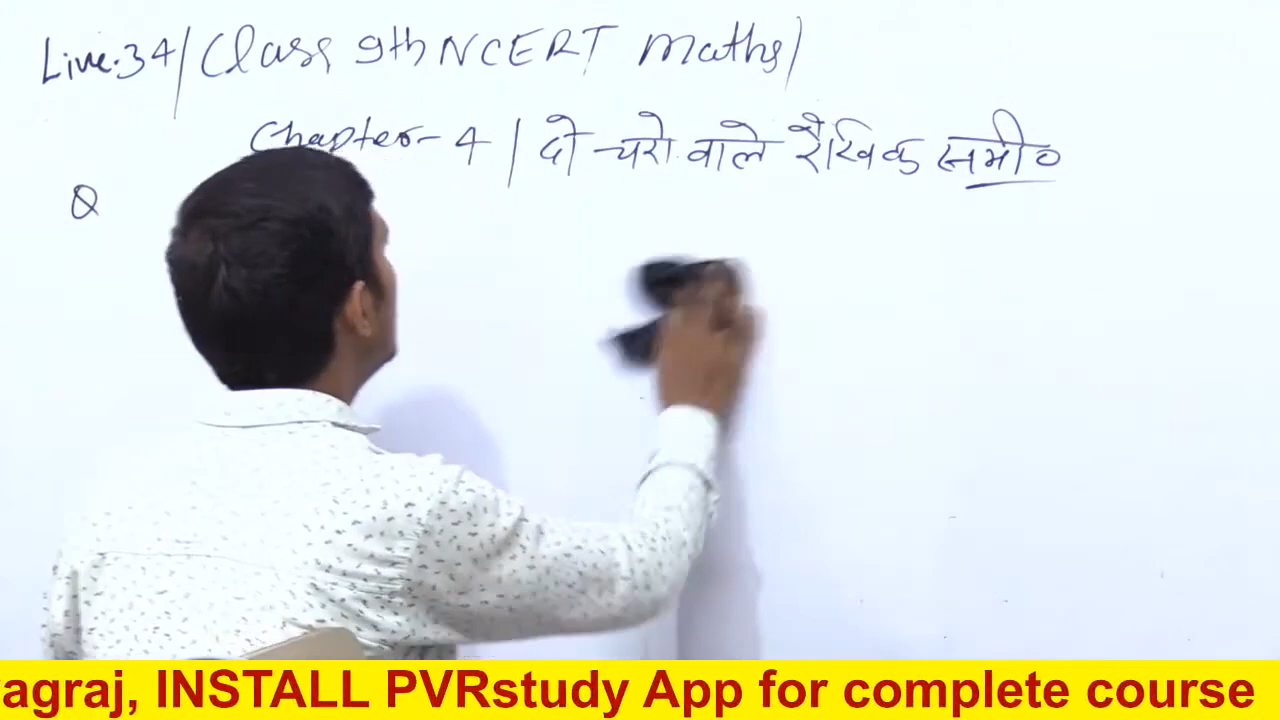 Live.34/Class 9th NCERT Maths/
Chapter-4/दो चरो वाले रैखिक समी०
Q
agraj, INSTALL PVRstudy App for complete course